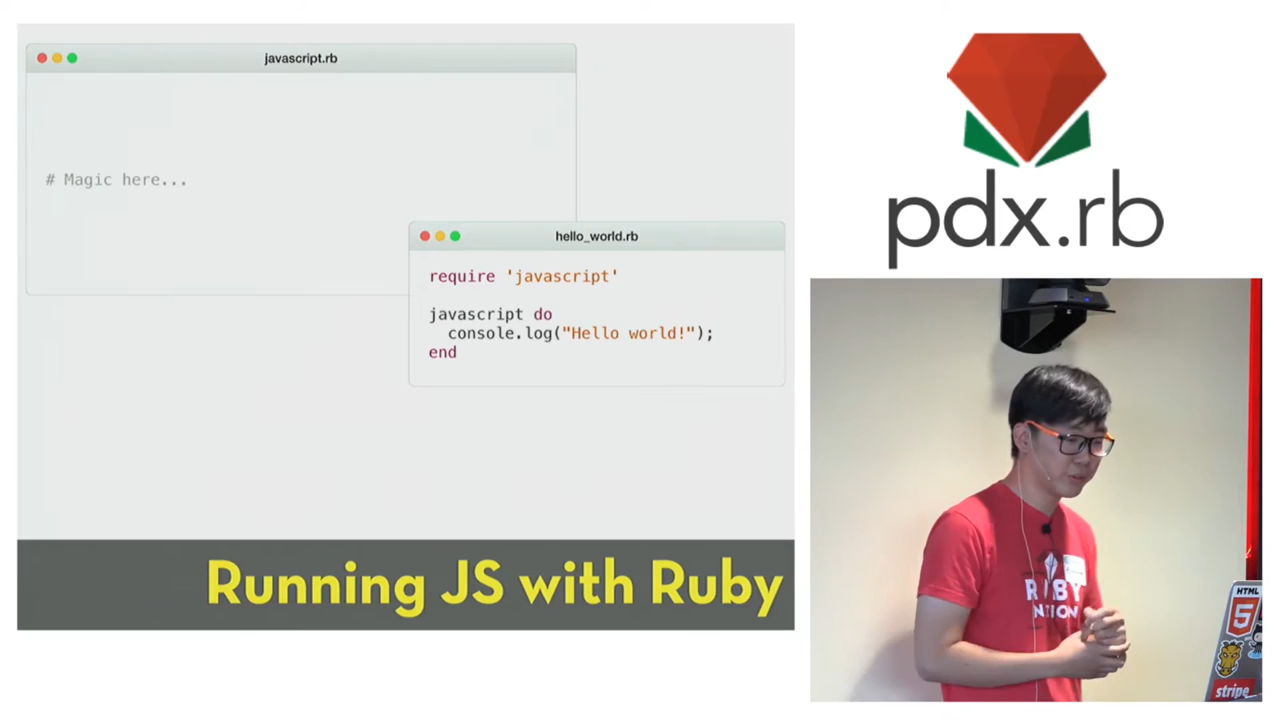 javascript.rb
# Magic here...
hello_world.rb
require 'javascript'
javascript do
console.log("Hello world!");
end
Running JS with Ruby
pdx.rb
RUBY
NATION
HTML
5
stripe